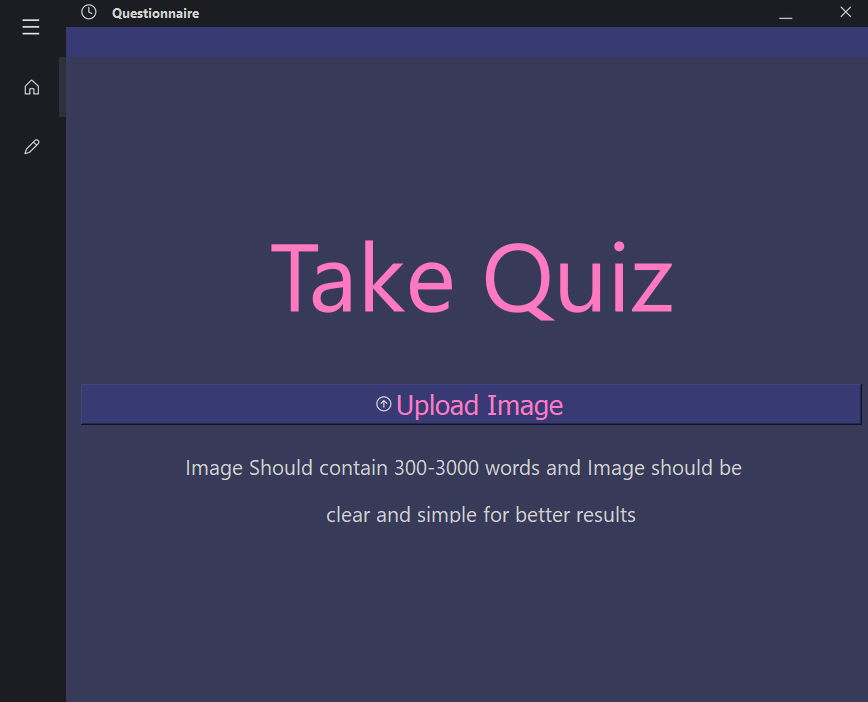 Questionnaire
Take Quiz
Upload Image
Image Should contain 300-3000 words and Image should be
clear and simple for better results